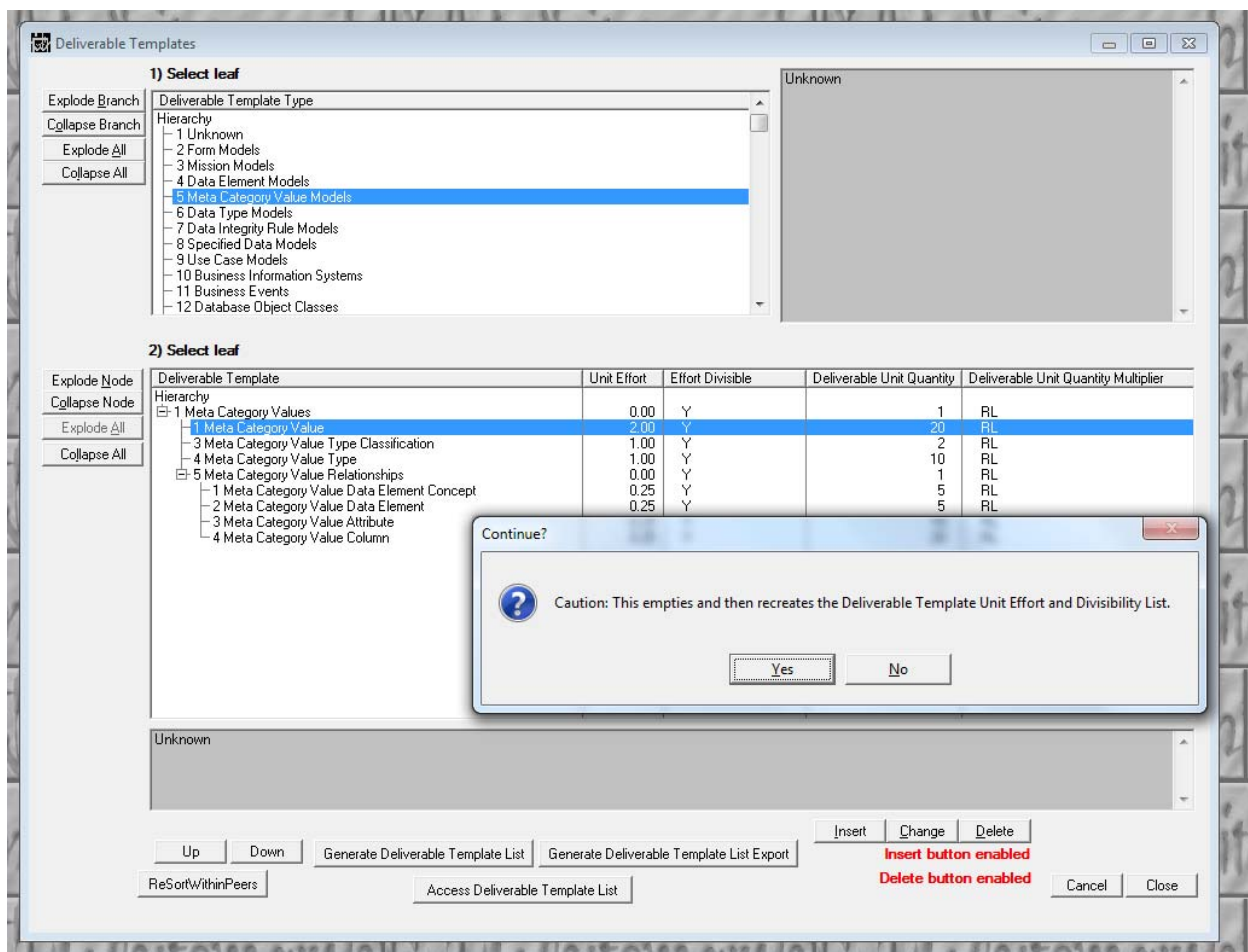 Deliverable Templates
1) Select leaf
Unknown
Explode Branch
Collapse Branch
Explode All
Collapse All
Deliverable Template Type
Hierarchy
1 Unknown
2 Form Models
3 Mission Models
4 Data Element Models
5 Meta Category Value Models
6 Data Type Models
7 Data Integrity Rule Models
8 Specified Data Models
9 Use Case Models
10 Business Information Systems
11 Business Events
12 Database Object Classes
2) Select leaf
Explode Node
Collapse Node
Explode All
Collapse All
Deliverable Template Unit Effort Effort Divisible Deliverable Unit Quantity Deliverable Unit Quantity Multiplier
Hierarchy
1 Meta Category Values 0.00 Y 1 RL
1 Meta Category Value 2.00 Y 20 RL
3 Meta Category Value Type Classification 1.00 Y 2 RL
4 Meta Category Value Type 1.00 Y 10 RL
5 Meta Category Value Relationships 0.00 Y 1 RL
1 Meta Category Value Data Element Concept 0.25 Y 5 RL
2 Meta Category Value Data Element 0.25 Y 5 RL
3 Meta Category Value Attribute
4 Meta Category Value Column
Continue?
Caution: This empties and then recreates the Deliverable Template Unit Effort and Divisibility List.
Yes No
Unknown
Insert Change Delete
Up Down Generate Deliverable Template List Generate Deliverable Template List Export
Insert button enabled
ReSortWithinPeers
Access Deliverable Template List
Delete button enabled
Cancel Close